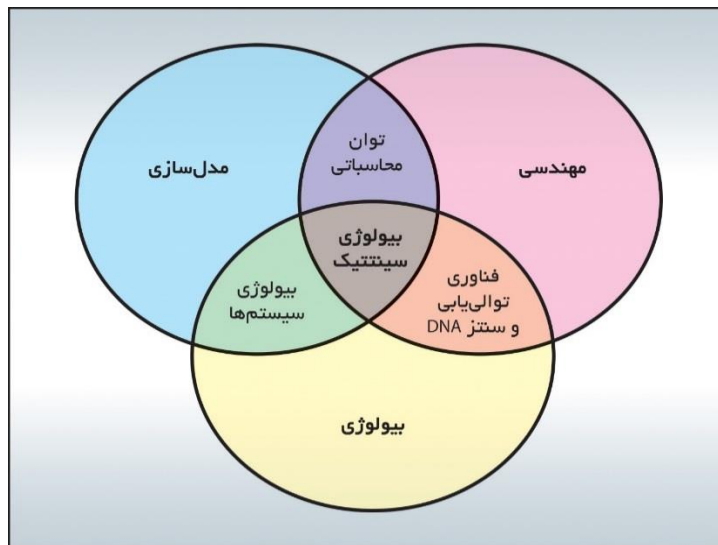 توان
محاسباتی
مهندسی
مدل‌سازی
بیولوژی
سینتتیک
فناوری
توالی‌یابی
و سنتز DNA
بیولوژی
سیستم‌ها
بیولوژی